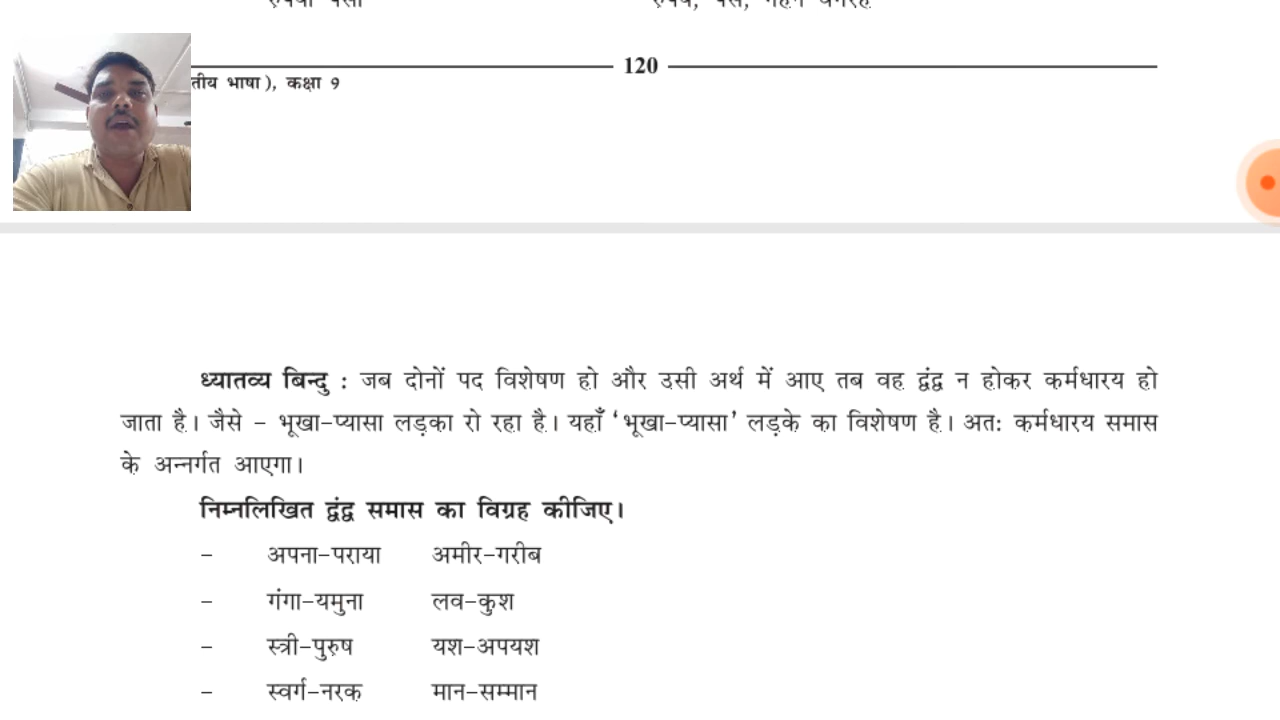 120
तीय भाषा), कक्षा 9
ध्यातव्य बिन्दु : जब दोनों पद विशेषण हो और उसी अर्थ में आए तब वह द्वंद्व न होकर कर्मधारय हो
जाता है। जैसे – भूखा-प्यासा लड़का रो रहा है। यहाँ ‘भूखा-प्यासा’ लड़के का विशेषण है। अतः कर्मधारय समास
के अन्नर्गत आएगा।
निम्नलिखित द्वंद्व समास का विग्रह कीजिए।
– अपना-पराया अमीर-गरीब
– गंगा-यमुना लव-कुश
– स्त्री-पुरुष यश-अपयश
– स्वर्ग-नरक मान-सम्मान